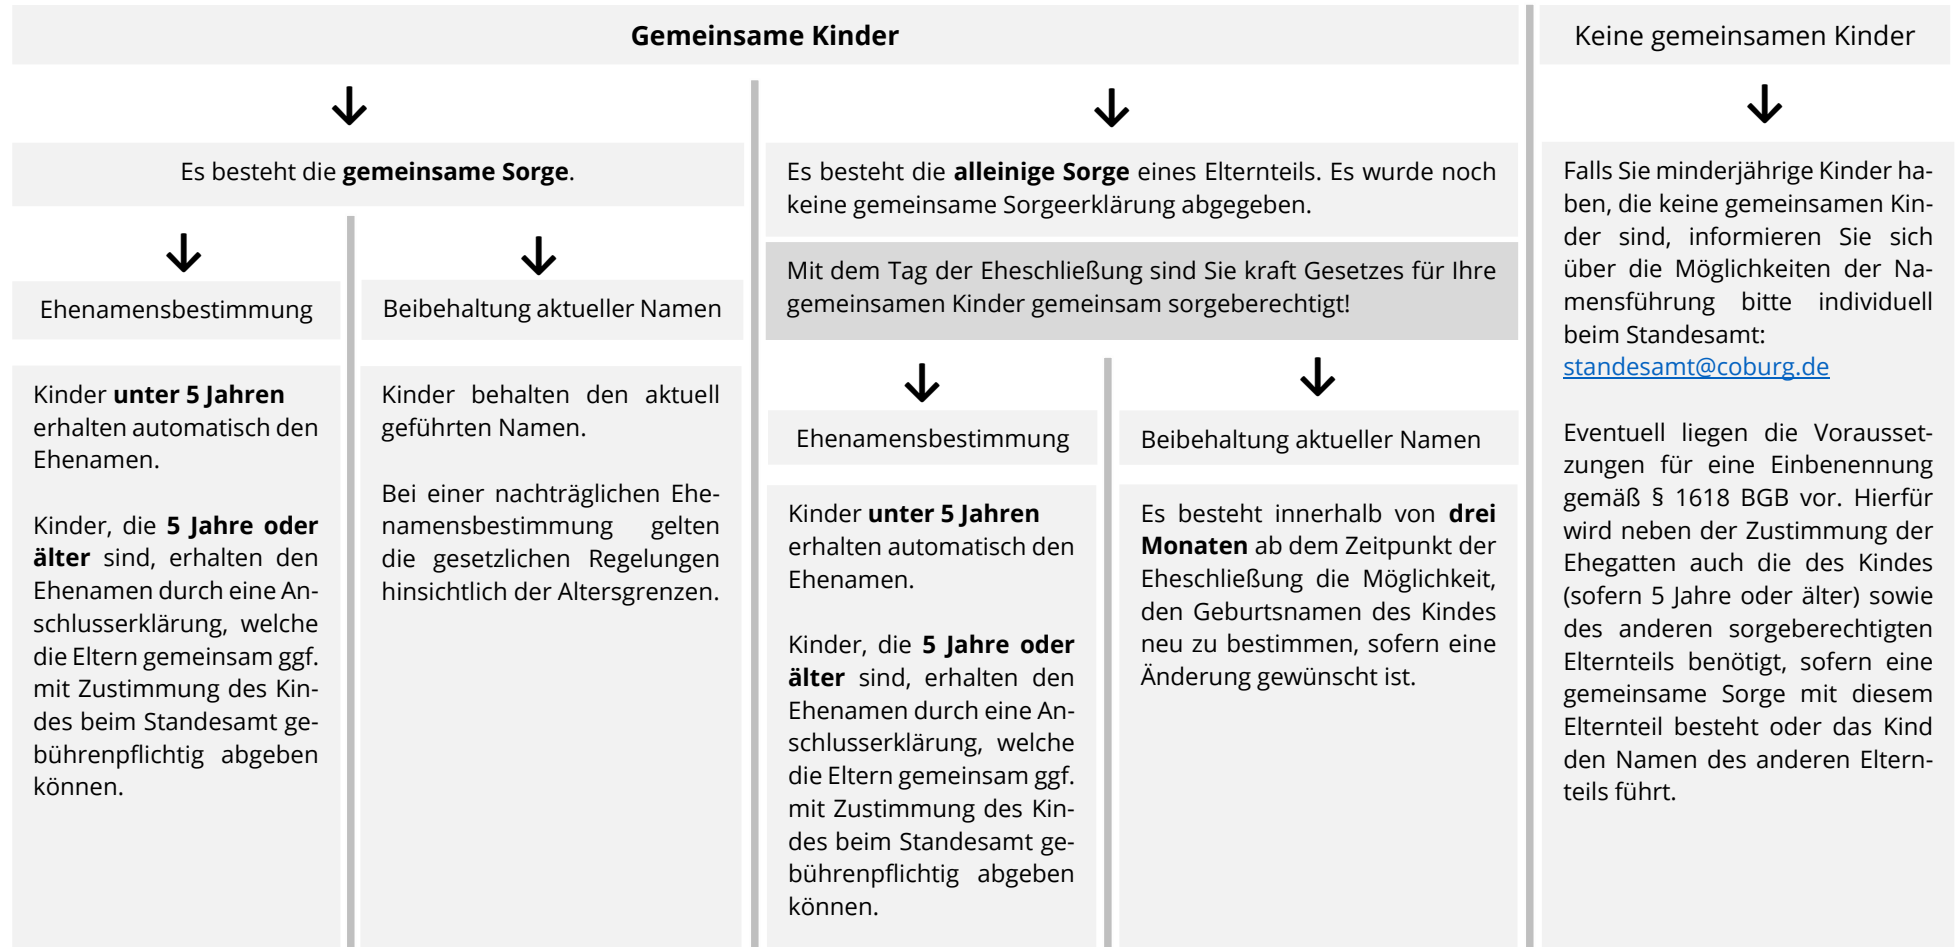 Gemeinsame Kinder
Es besteht die gemeinsame Sorge.
Ehenamensbestimmung
Kinder unter 5 Jahren
erhalten automatisch den
Ehenamen.
Kinder, die 5 Jahre oder
älter sind, erhalten den
Ehenamen durch eine An-
schlusserklärung, welche
die Eltern gemeinsam ggf.
mit Zustimmung des Kin-
des beim Standesamt ge-
bührenpflichtig abgeben
können.
Beibehaltung aktueller Namen
Kinder behalten den aktuell
geführten Namen.
Bei einer nachträglichen Ehe-
namensbestimmung gelten
die gesetzlichen Regelungen
hinsichtlich der Altersgrenzen.
Es besteht die alleinige Sorge eines Elternteils. Es wurde noch
keine gemeinsame Sorgeerklärung abgegeben.
Mit dem Tag der Eheschließung sind Sie kraft Gesetzes für Ihre
gemeinsamen Kinder gemeinsam sorgeberechtigt!
Ehenamensbestimmung
Kinder unter 5 Jahren
erhalten automatisch den
Ehenamen.
Kinder, die 5 Jahre oder
älter sind, erhalten den
Ehenamen durch eine An-
schlusserklärung, welche
die Eltern gemeinsam ggf.
mit Zustimmung des Kin-
des beim Standesamt ge-
bührenpflichtig abgeben
können.
Beibehaltung aktueller Namen
Es besteht innerhalb von drei
Monaten ab dem Zeitpunkt der
Eheschließung die Möglichkeit,
den Geburtsnamen des Kindes
neu zu bestimmen, sofern eine
Änderung gewünscht ist.
Keine gemeinsamen Kinder
Falls Sie minderjährige Kinder ha-
ben, die keine gemeinsamen Kin-
der sind, informieren Sie sich
über die Möglichkeiten der Na-
mensführung bitte individuell
beim Standesamt:
standesamt@coburg.de
Eventuell liegen die Vorausset-
zungen für eine Einbenennung
gemäß § 1618 BGB vor. Hierfür
wird neben der Zustimmung der
Ehegatten auch die des Kindes
(sofern 5 Jahre oder älter) sowie
des anderen sorgeberechtigten
Elternteils benötigt, sofern eine
gemeinsame Sorge mit diesem
Elternteil besteht oder das Kind
den Namen des anderen Eltern-
teils führt.